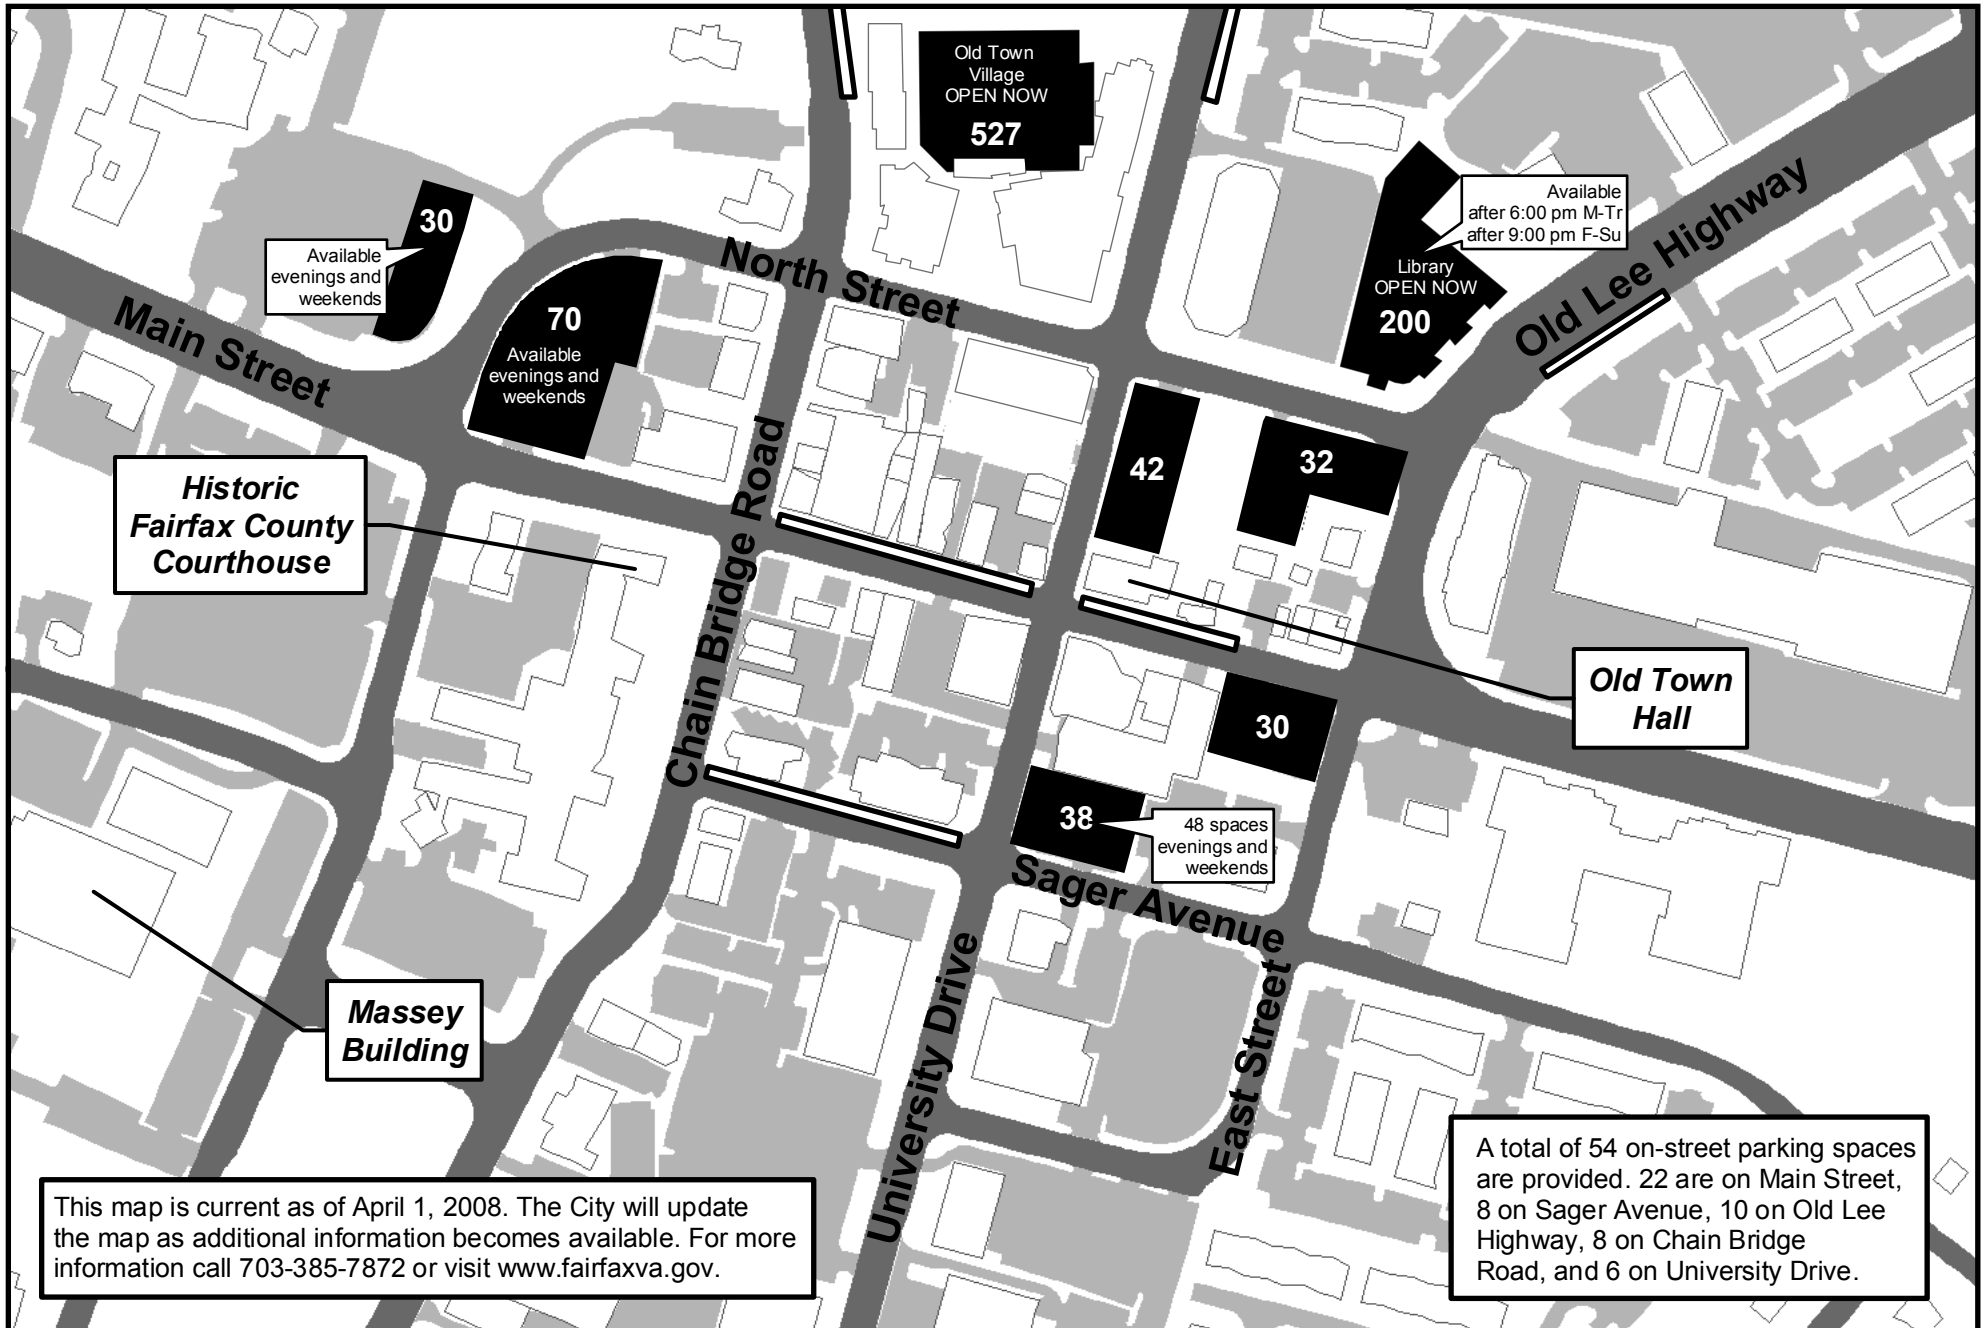 Old Town
Village
OPEN NOW
527
Available
after 6:00 pm M-Tr
after 9:00 pm F-Su
Library
OPEN NOW
200
30
Available
evenings and
weekends
70
Available
evenings and
weekends
North Street
Old Lee Highway
Main Street
42
32
Historic
Fairfax County
Courthouse
Chain Bridge Road
Old Town
Hall
30
38
48 spaces
evenings and
weekends
Sager Avenue
University Drive
East Street
Massey
Building
This map is current as of April 1, 2008. The City will update
the map as additional information becomes available. For more
information call 703-385-7872 or visit www.fairfaxva.gov.
A total of 54 on-street parking spaces
are provided. 22 are on Main Street,
8 on Sager Avenue, 10 on Old Lee
Highway, 8 on Chain Bridge
Road, and 6 on University Drive.